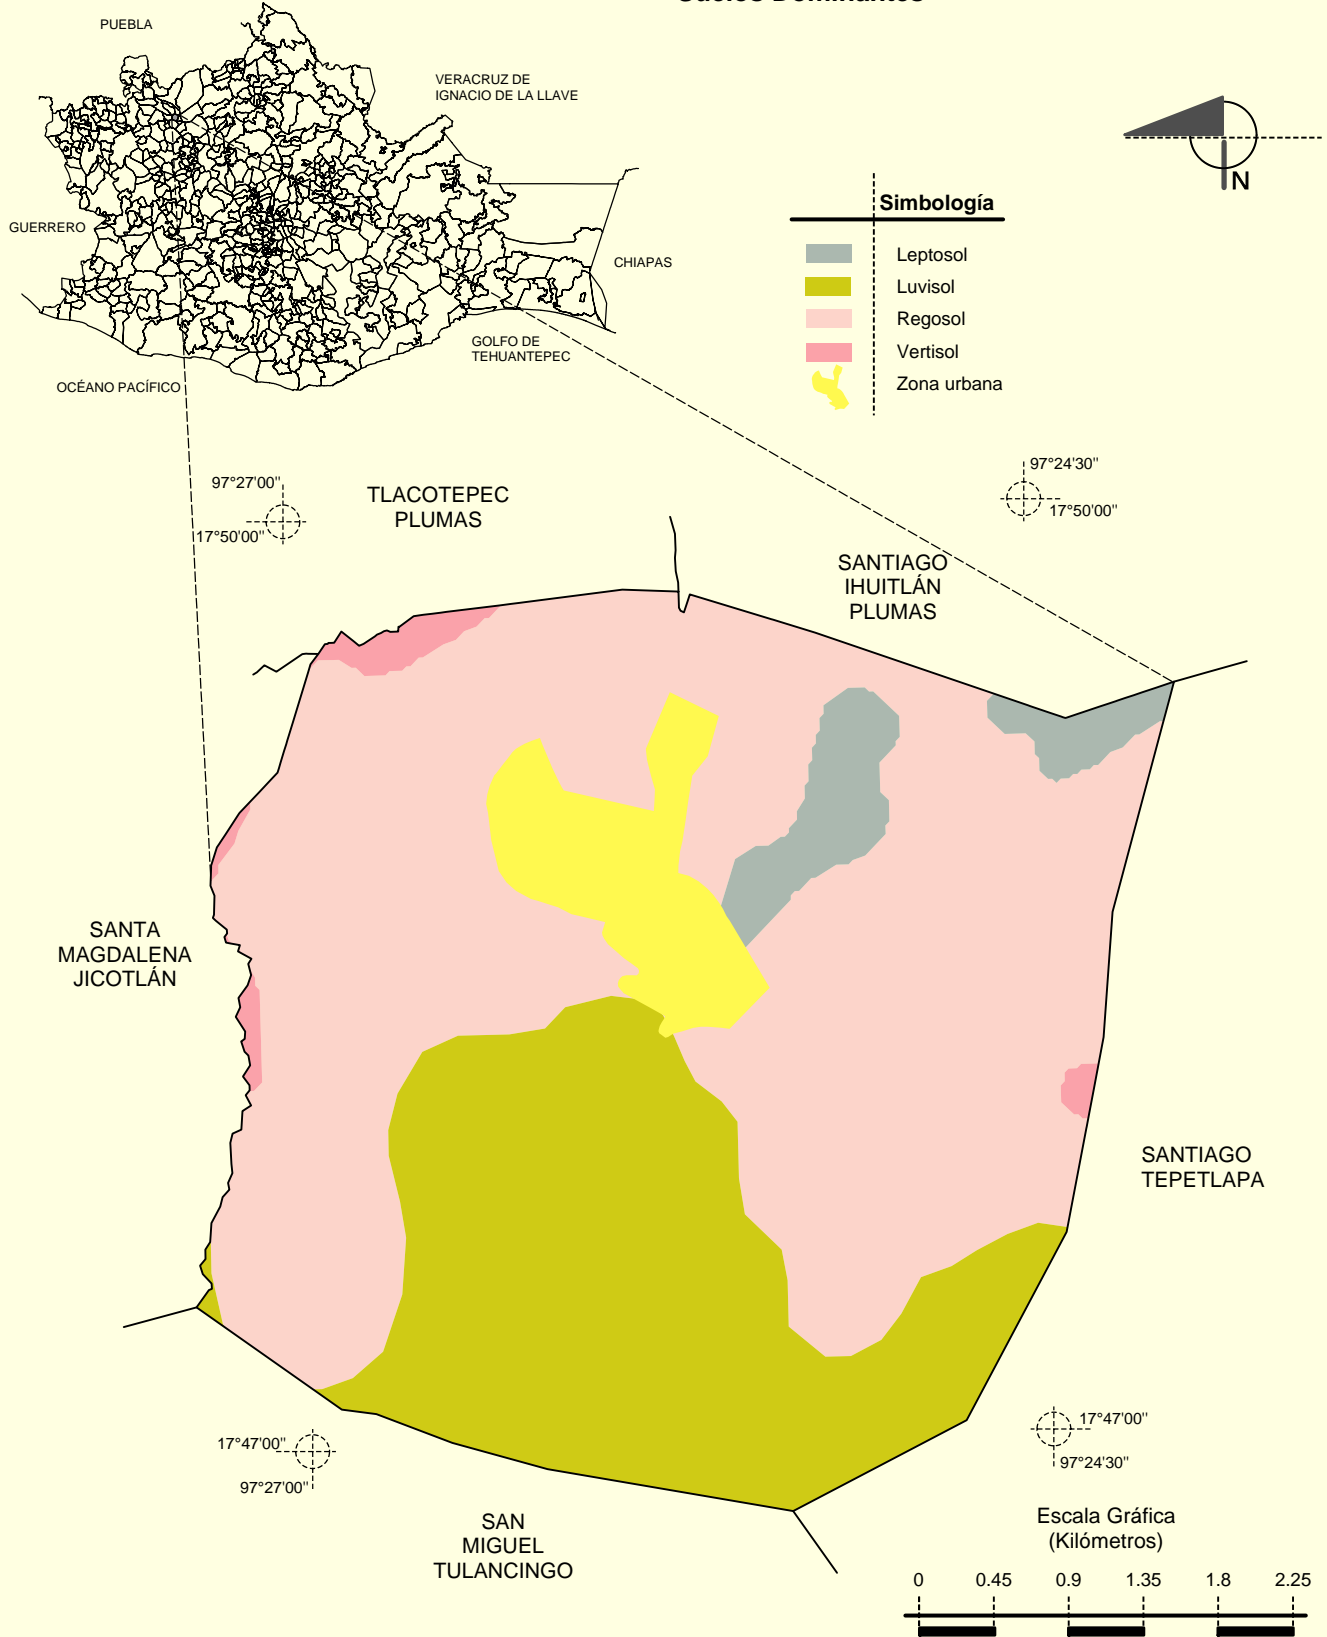 Suelos Dominantes
PUEBLA
VERACRUZ DE
IGNACIO DE LA LLAVE
GUERRERO
CHIAPAS
GOLFO DE
TEHUANTEPEC
OCÉANO PACÍFICO
N
Simbología
Leptosol
Luvisol
Regosol
Vertisol
Zona urbana
97°27'00"
17°50'00"
TLACOTEPEC
PLUMAS
97°24'30"
17°50'00"
SANTIAGO
IHUITLÁN
PLUMAS
SANTA
MAGDALENA
JICOTLÁN
SANTIAGO
TEPETLAPA
17°47'00"
97°27'00"
17°47'00"
97°24'30"
SAN
MIGUEL
TULANCINGO
Escala Gráfica
(Kilómetros)
0 0.45 0.9 1.35 1.8 2.25